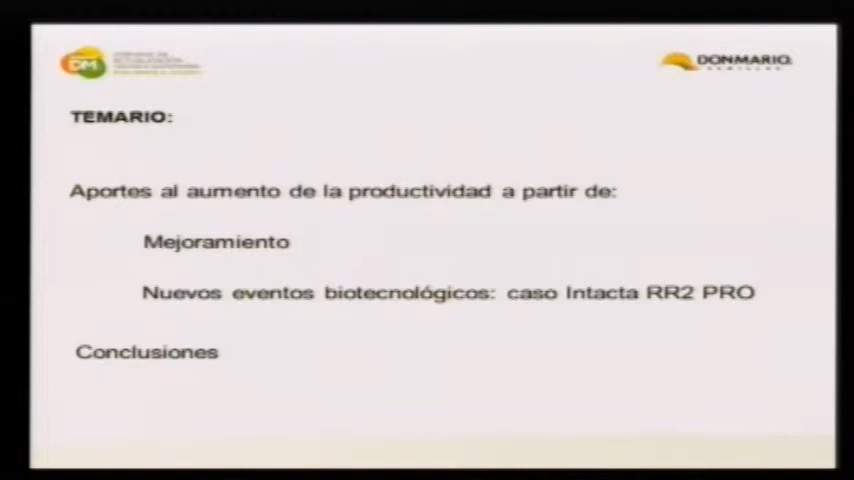 DM
DONMARIO
TEMARIO:
Aportes al aumento de la productividad a partir de:
Mejoramiento
Nuevos eventos biotecnológicos: caso Intacta RR2 PRO
Conclusiones